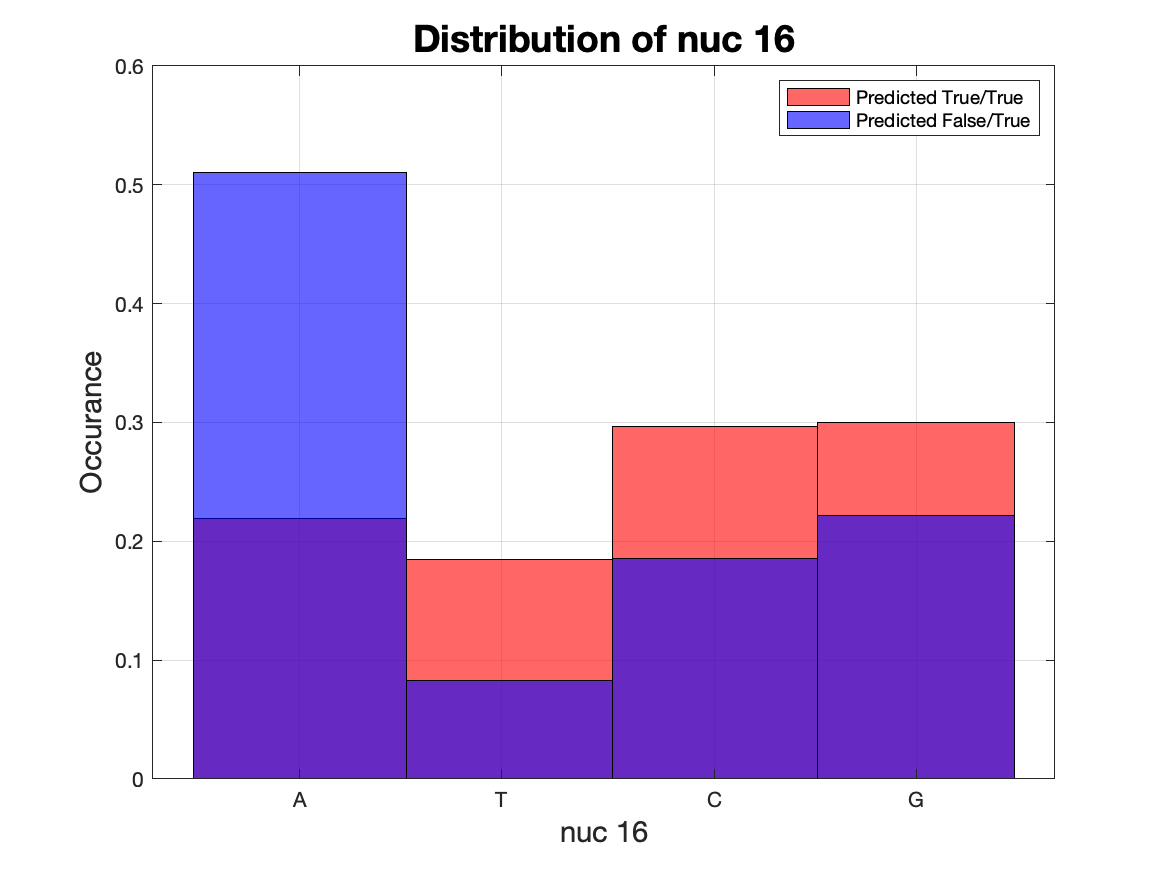 Distribution of nuc 16
Predicted True/True
Predicted False/True
0.6
0.5
0.4
0.3
0.2
0.1
0
Occurance
A T C G
nuc 16